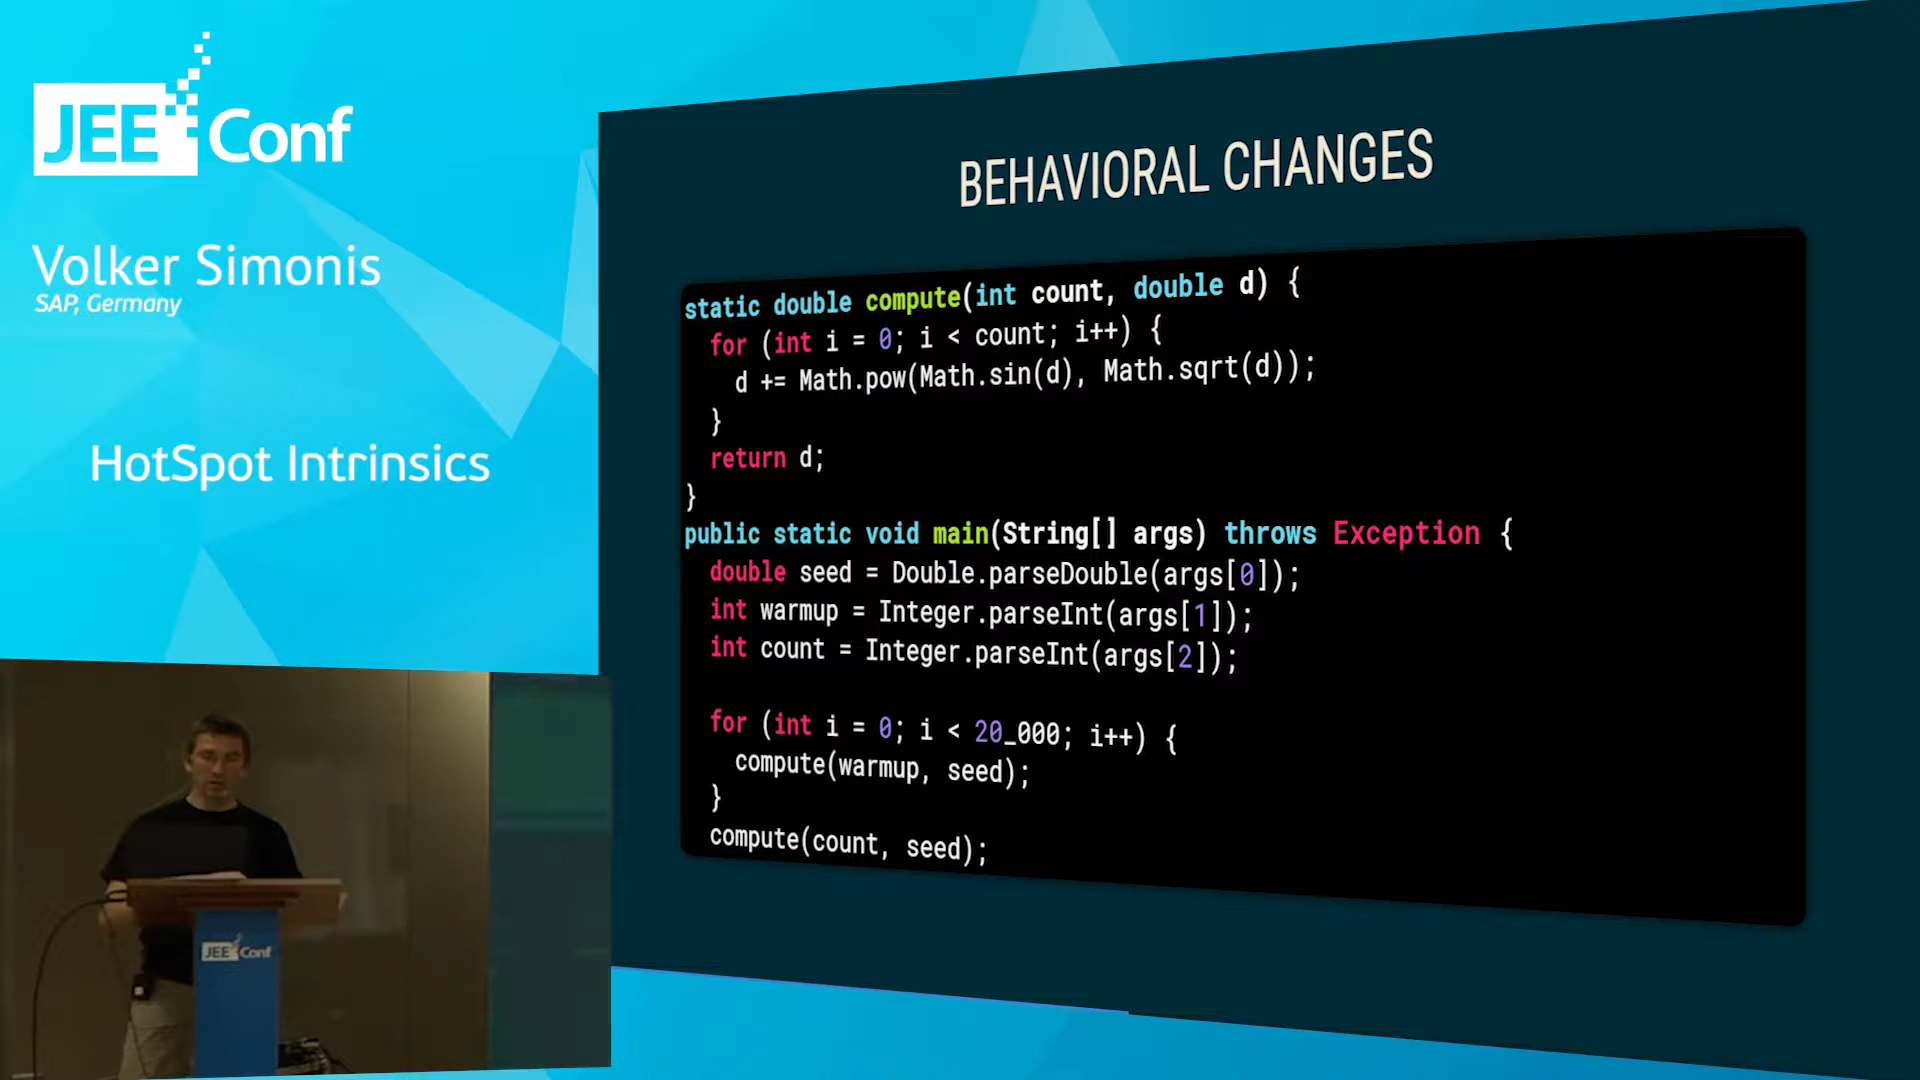 JEE Conf
Volker Simonis
SAP, Germany
HotSpot Intrinsics
BEHAVIORAL CHANGES
static double compute(int count, double d) {
  for (int i = 0; i < count; i++) {
    d += Math.pow(Math.sin(d), Math.sqrt(d));
  }
  return d;
}
public static void main(String[] args) throws Exception {
  double seed = Double.parseDouble(args[0]);
  int warmup = Integer.parseInt(args[1]);
  int count = Integer.parseInt(args[2]);
  for (int i = 0; i < 20_000; i++) {
    compute(warmup, seed);
  }
  compute(count, seed);
JEE Conf